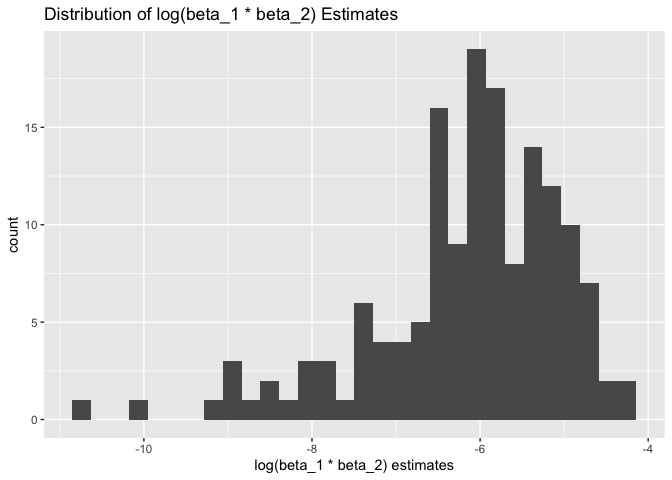 Distribution of log(beta_1 * beta_2) Estimates
count
15
10
5
0
-10
-8
-6
-4
log(beta_1 * beta_2) estimates